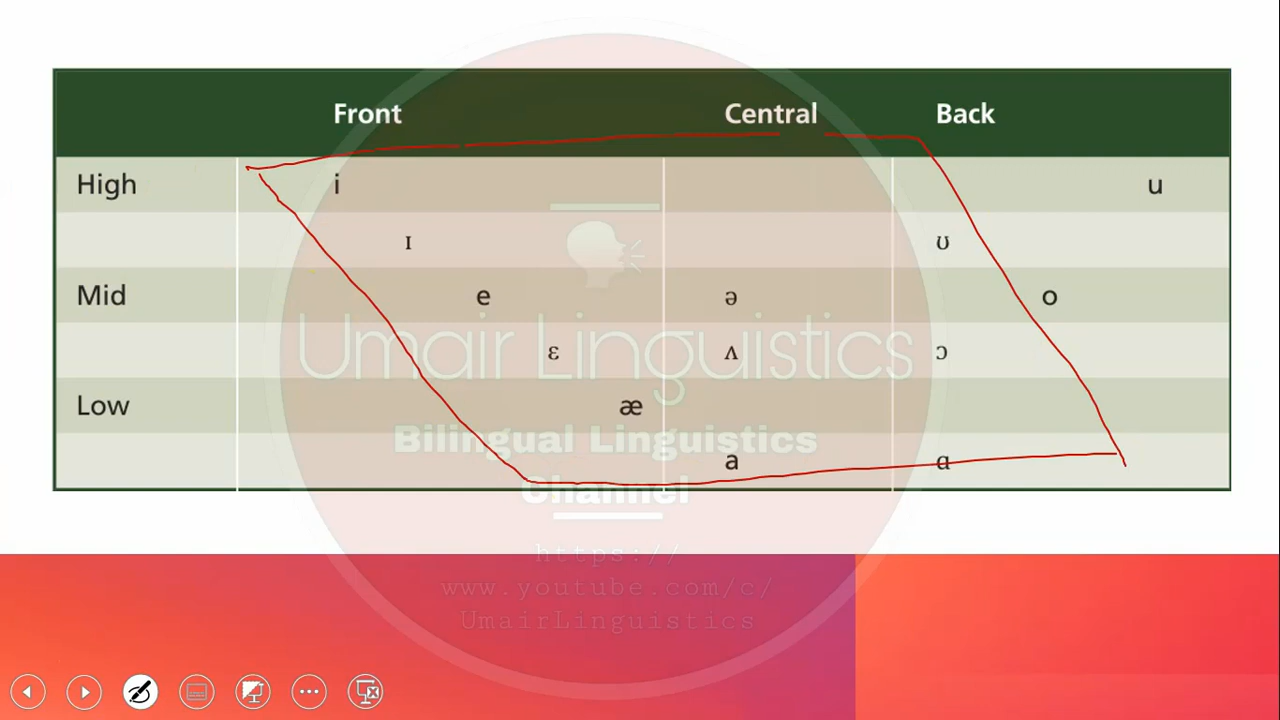 Front Central Back
High i u
ɪ ʊ
Mid e ə o
ɛ ʌ ɔ
Low æ
a ɑ
Umair Linguistics
Bilingual Linguistics
Channel
https://
www.youtube.com/c/
UmairLinguistics